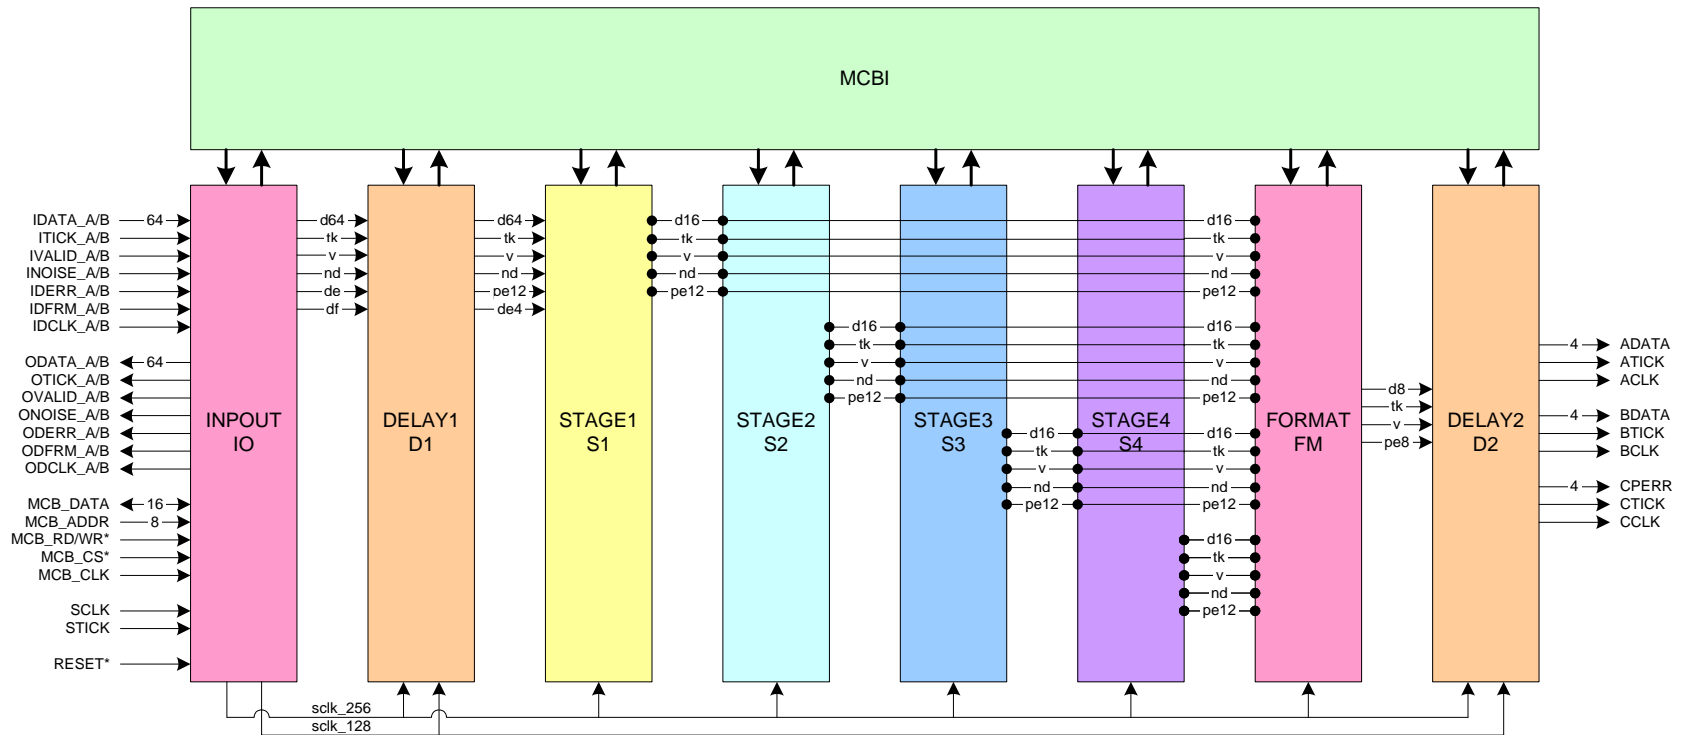 MCBI
IDATA_A/B 64 d64 d64 d16 d16
ITICK_A/B tk tk tk tk
IVALID_A/B v v v v
INOISE_A/B nd nd nd nd
IDERR_A/B de pe12 pe12 pe12
IDFRM_A/B df de4
IDCLK_A/B d16 d16
tk tk ADATA 4
ODATA_A/B 64 v v ATICK
OTICK_A/B nd nd ACLK
OVALID_A/B pe12 pe12 d8
tk
ONOISE_A/B 4 BDATA
INPOUT DELAY1 STAGE1 STAGE2 STAGE3 STAGE4 FORMAT DELAY2
IO D1 S1 S2 S3 S4 FM D2
ODERR_A/B d16 d16 v BTICK
ODFRM_A/B tk tk pe8 BCLK
ODCLK_A/B v v
nd nd 4 CPERR
MCB_DATA 16 pe12 pe12 CTICK
MCB_ADDR 8 CCLK
MCB_RD/WR* d16
MCB_CS* tk
MCB_CLK v
nd
SCLK pe12
STICK
RESET*
sclk_256
sclk_128